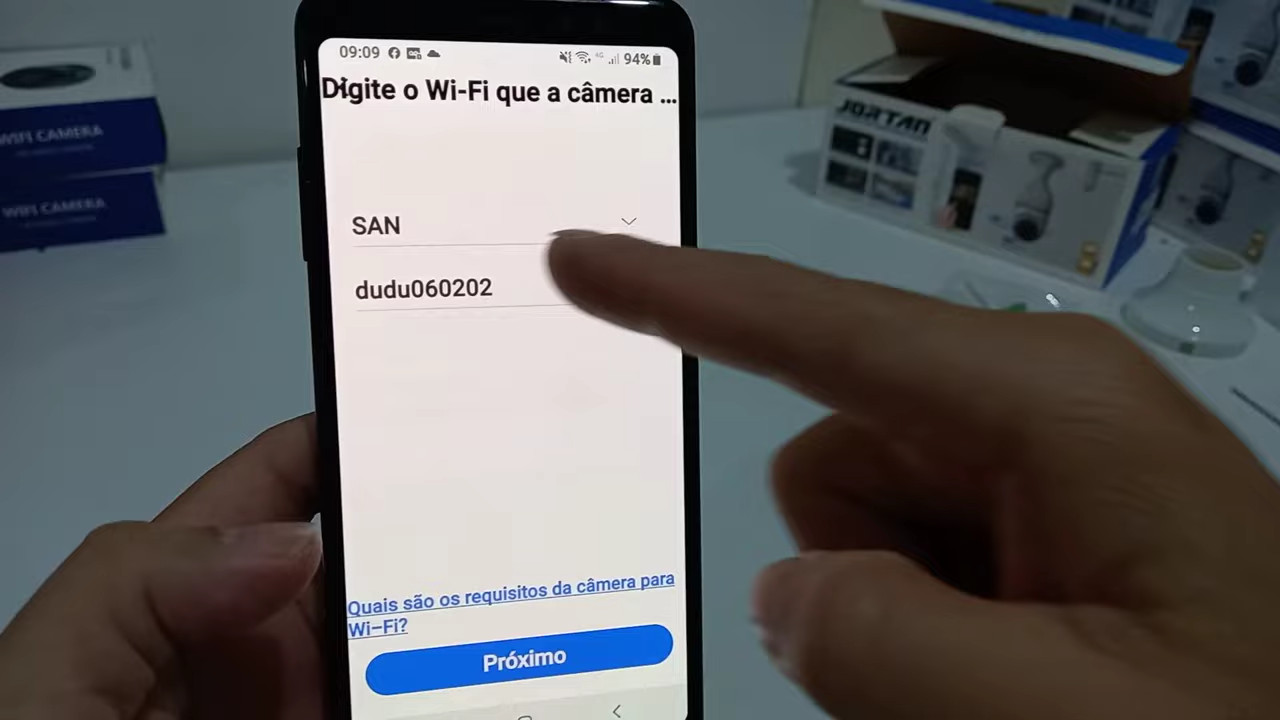 09:09
94%
Digite o Wi-Fi que a câmera ...
SAN
dudu060202
Quais são os requisitos da câmera para
Wi-Fi?
Próximo
WIFI CAMERA
WIFI CAMERA
JORTAN